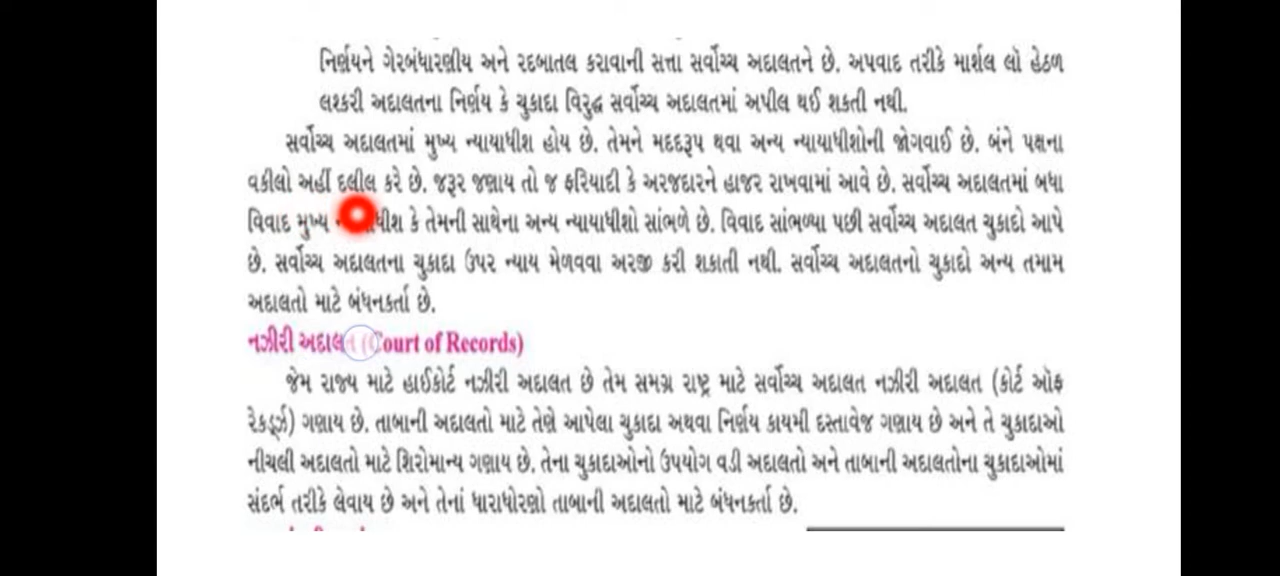 નિર્ણયને ગેરબંધારણીય અને રદબાતલ કરાવાની સત્તા સર્વોચ્ચ અદાલતને છે. અપવાદ તરીકે માર્શલ લૉ હેઠળ
લશ્કરી અદાલતના નિર્ણય કે ચુકાદા વિરુદ્ધ સર્વોચ્ચ અદાલતમાં અપીલ થઈ શકતી નથી.
સર્વોચ્ચ અદાલતમાં મુખ્ય ન્યાયાધીશ હોય છે. તેમને મદદરૂપ થવા અન્ય ન્યાયાધીશોની જોગવાઈ છે. બંને પક્ષના
વકીલો અહીં દલીલ કરે છે. જરૂર જણાય તો જ ફરિયાદી કે અરજદારને હાજર રાખવામાં આવે છે. સર્વોચ્ચ અદાલતમાં બધા
વિવાદ મુખ્ય કે તેમની સાથેના અન્ય ન્યાયાધીશો સાંભળે છે. વિવાદ સાંભળ્યા પછી સર્વોચ્ચ અદાલત ચુકાદો આપે
છે. સર્વોચ્ચ અદાલતના ચુકાદા ઉપર ન્યાય મેળવવા અરજી કરી શકાતી નથી. સર્વોચ્ચ અદાલતનો ચુકાદો અન્ય તમામ
અદાલતો માટે બંધનકર્તા છે.
નઝીરી અદાલત (Court of Records)
જેમ રાજ્ય માટે હાઈકોર્ટ નઝીરી અદાલત છે તેમ સમગ્ર રાષ્ટ્ર માટે સર્વોચ્ચ અદાલત નઝીરી અદાલત (કોર્ટ ઑફ
રેકર્ડ્ઝ) ગણાય છે. તાબાની અદાલતો માટે તેણે આપેલા ચુકાદા અથવા નિર્ણય કાયમી દસ્તાવેજ ગણાય છે અને તે ચુકાદાઓ
નીચલી અદાલતો માટે શિરોમાન્ય ગણાય છે. તેના ચુકાદાઓનો ઉપયોગ વડી અદાલતો અને તાબાની અદાલતોના ચુકાદાઓમાં
સંદર્ભ તરીકે લેવાય છે અને તેનાં ધારાધોરણો તાબાની અદાલતો માટે બંધનકર્તા છે.